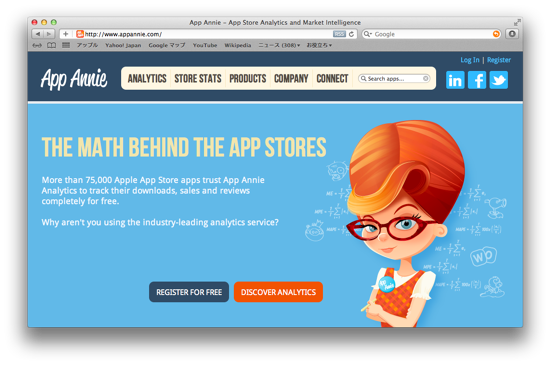 App Annie - App Store Analytics and Market Intelligence
http://www.appannie.com/
RSS
Google
アップル Yahoo! Japan Google マップ YouTube Wikipedia ニュース (308) お役立ち
Log In | Register
App Annie
ANALYTICS STORE STATS PRODUCTS COMPANY CONNECT
Search apps...
in f
THE MATH BEHIND THE APP STORES
More than 75,000 Apple App Store apps trust App Annie
Analytics to track their downloads, sales and reviews
completely for free.
Why aren't you using the industry-leading analytics service?
REGISTER FOR FREE DISCOVER ANALYTICS
App
Annie